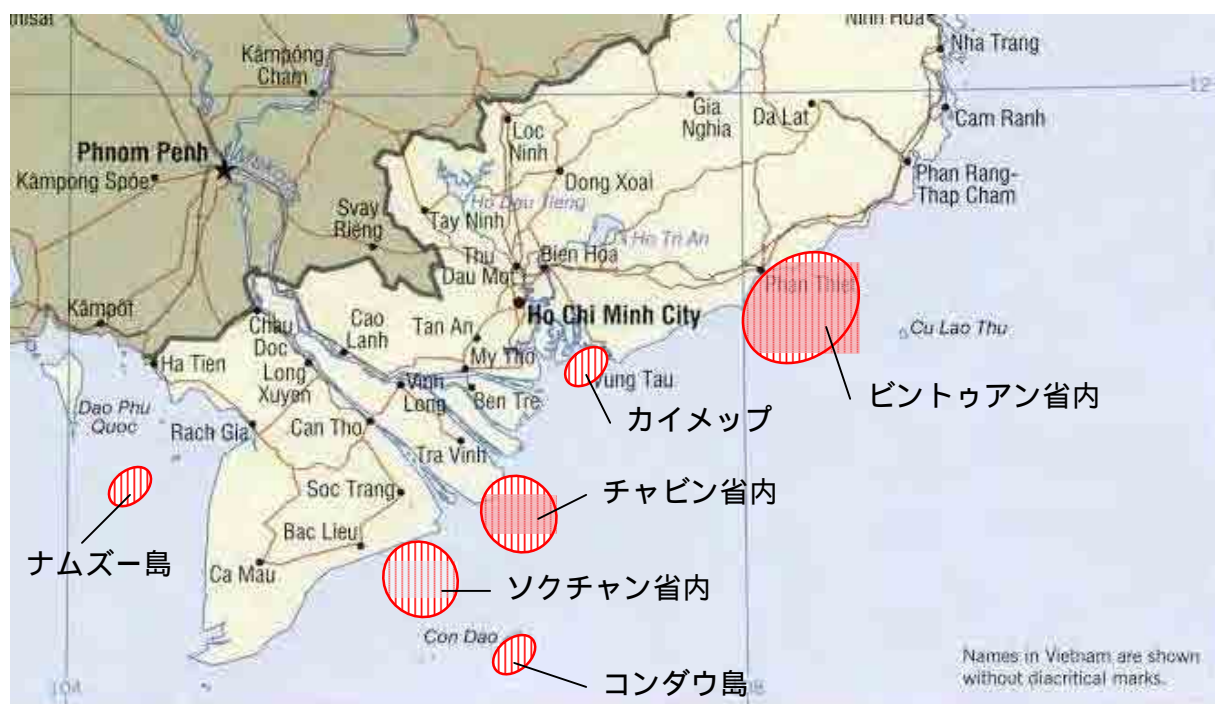 Kâmpóng
Cham
Nha Trang
12
Gia
Nghia
Da Lat
Cam Ranh
Loc
Ninh
Phnom Penh
Kâmpóng Spœ
Dong Xoai
Phan Rang-
Thap Cham
Svay
Rieng
Tay Ninh
Ho Dau Tieng
Ho Tri An
Thu
Dau Mot
Bien Hoa
Phan Thiet
Kâmpôt
Chau
Doc
Cao
Lanh
Tan An
Ho Chi Minh City
Cu Lao Thu
Ha Tien
Long
Xuyen
My Tho
Vung Tau
Vinh
Long
Ben Tre
ビントゥアン省内
Dao Phu
Quoc
Rach Gia
Can Tho
カイメップ
Tra Vinh
Soc Trang
チャビン省内
Bac Lieu
ナムズー島
Ca Mau
ソクチャン省内
Con Dao
コンダウ島
Names in Vietnam are shown
without diacritical marks.
104